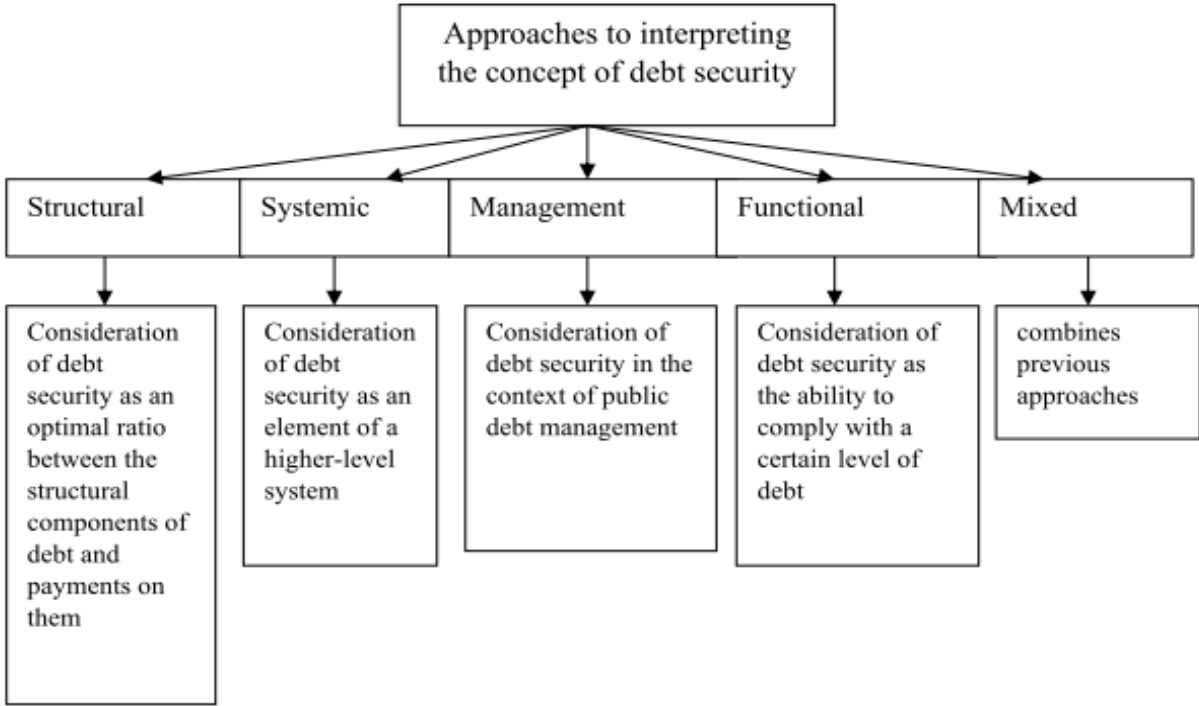 Approaches to interpreting
the concept of debt security
Structural
Systemic
Management
Functional
Mixed
Consideration
of debt
security as an
optimal ratio
between the
structural
components of
debt and
payments on
them
Consideration
of debt
security as an
element of a
higher-level
system
Consideration of
debt security in the
context of public
debt management
Consideration of
debt security as
the ability to
comply with a
certain level of
debt
combines
previous
approaches